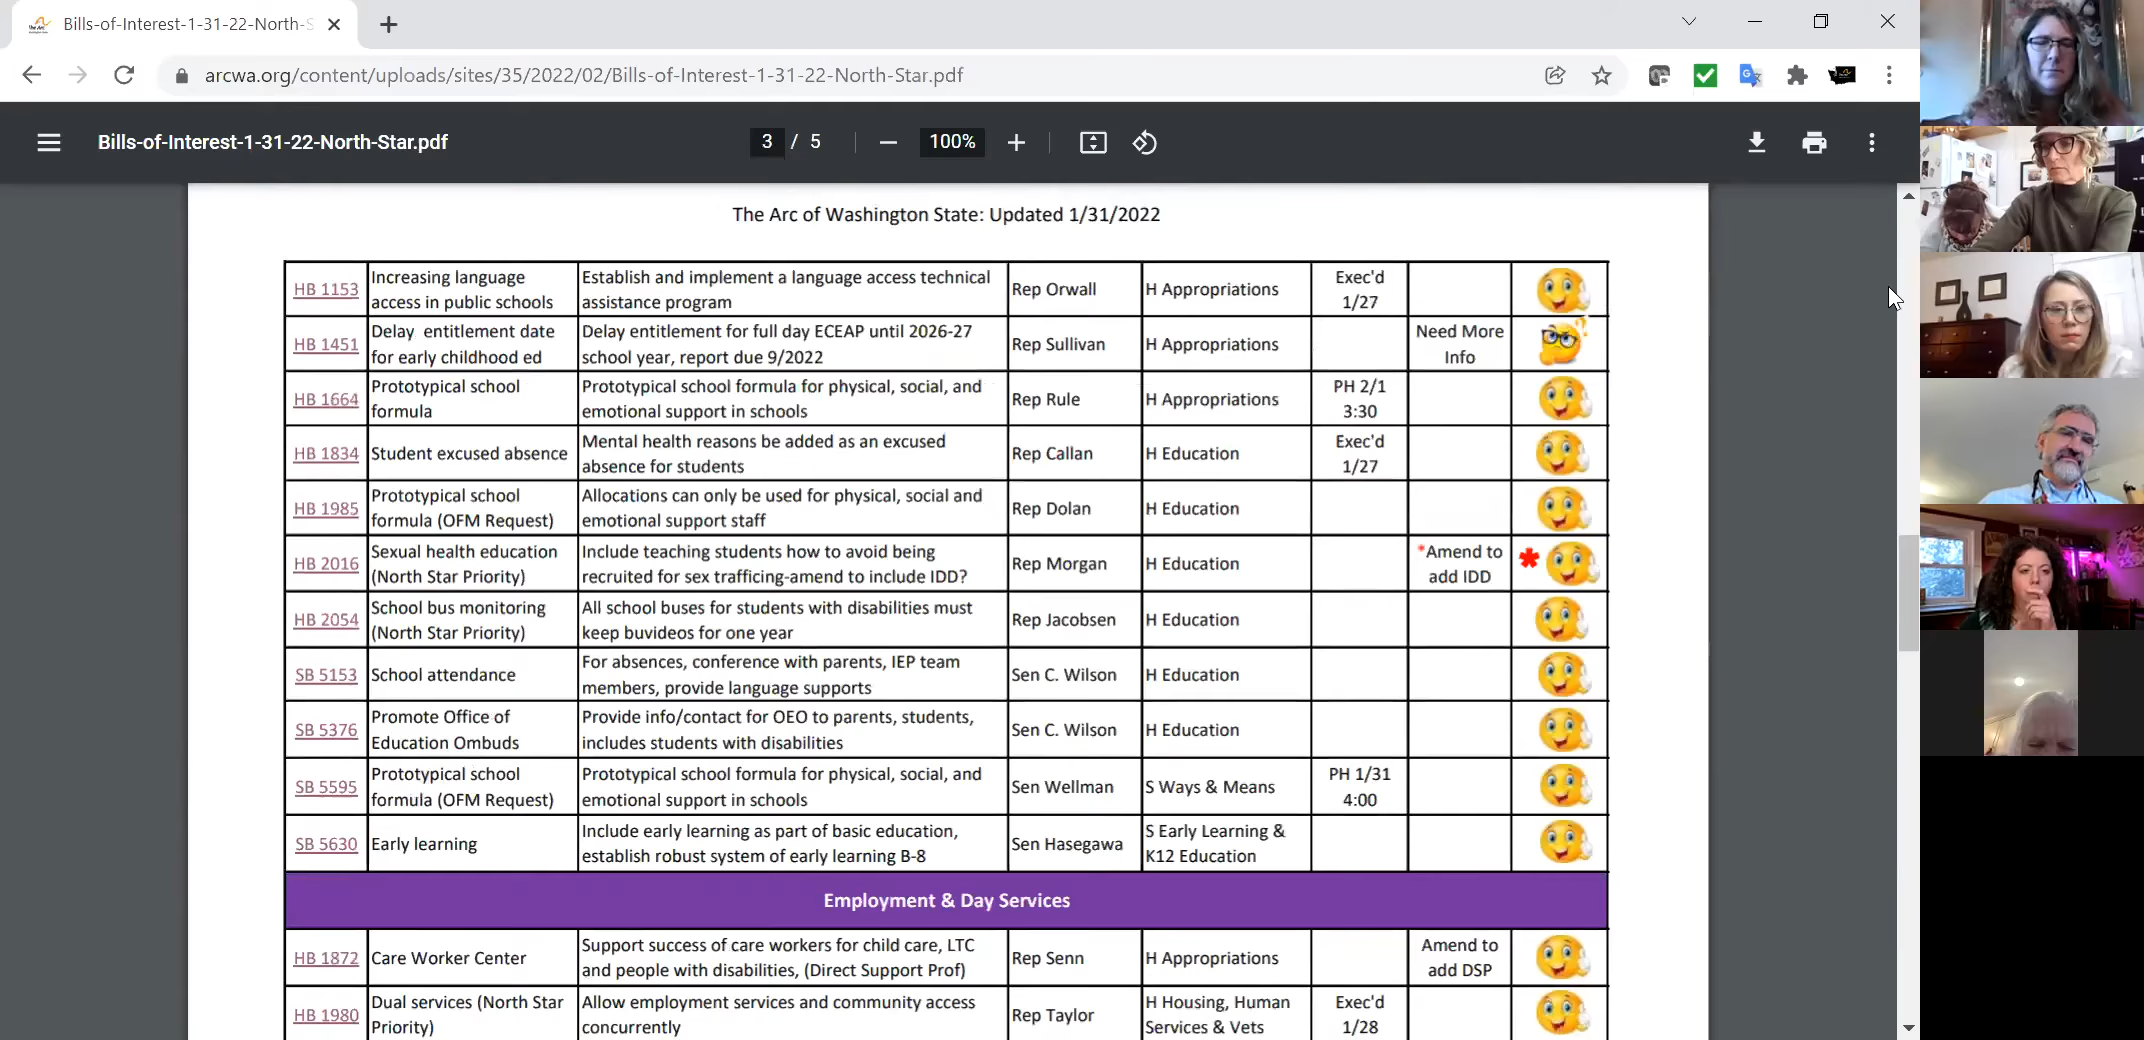 Bills-of-Interest-1-31-22-North-S
arcwa.org/content/uploads/sites/35/2022/02/Bills-of-Interest-1-31-22-North-Star.pdf
Bills-of-Interest-1-31-22-North-Star.pdf
3 / 5
100%
The Arc of Washington State: Updated 1/31/2022
HB 1153
Increasing language
access in public schools
Establish and implement a language access technical
assistance program
Rep Orwall
H Appropriations
Exec'd
1/27
HB 1451
Delay entitlement date
for early childhood ed
Delay entitlement for full day ECEAP until 2026-27
school year, report due 9/2022
Rep Sullivan
H Appropriations
Need More
Info
HB 1664
Prototypical school
formula
Prototypical school formula for physical, social, and
emotional support in schools
Rep Rule
H Appropriations
PH 2/1
3:30
HB 1834
Student excused absence
Mental health reasons be added as an excused
absence for students
Rep Callan
H Education
Exec'd
1/27
HB 1985
Prototypical school
formula (OFM Request)
Allocations can only be used for physical, social and
emotional support staff
Rep Dolan
H Education
HB 2016
Sexual health education
(North Star Priority)
Include teaching students how to avoid being
recruited for sex trafficing-amend to include IDD?
Rep Morgan
H Education
*Amend to
add IDD
*
HB 2054
School bus monitoring
(North Star Priority)
All school buses for students with disabilities must
keep buvideos for one year
Rep Jacobsen
H Education
SB 5153
School attendance
For absences, conference with parents, IEP team
members, provide language supports
Sen C. Wilson
H Education
SB 5376
Promote Office of
Education Ombuds
Provide info/contact for OEO to parents, students,
includes students with disabilities
Sen C. Wilson
H Education
SB 5595
Prototypical school
formula (OFM Request)
Prototypical school formula for physical, social, and
emotional support in schools
Sen Wellman
S Ways & Means
PH 1/31
4:00
SB 5630
Early learning
Include early learning as part of basic education,
establish robust system of early learning B-8
Sen Hasegawa
S Early Learning &
K12 Education
Employment & Day Services
HB 1872
Care Worker Center
Support success of care workers for child care, LTC
and people with disabilities, (Direct Support Prof)
Rep Senn
H Appropriations
Amend to
add DSP
HB 1980
Dual services (North Star
Priority)
Allow employment services and community access
concurrently
Rep Taylor
H Housing, Human
Services & Vets
Exec'd
1/28